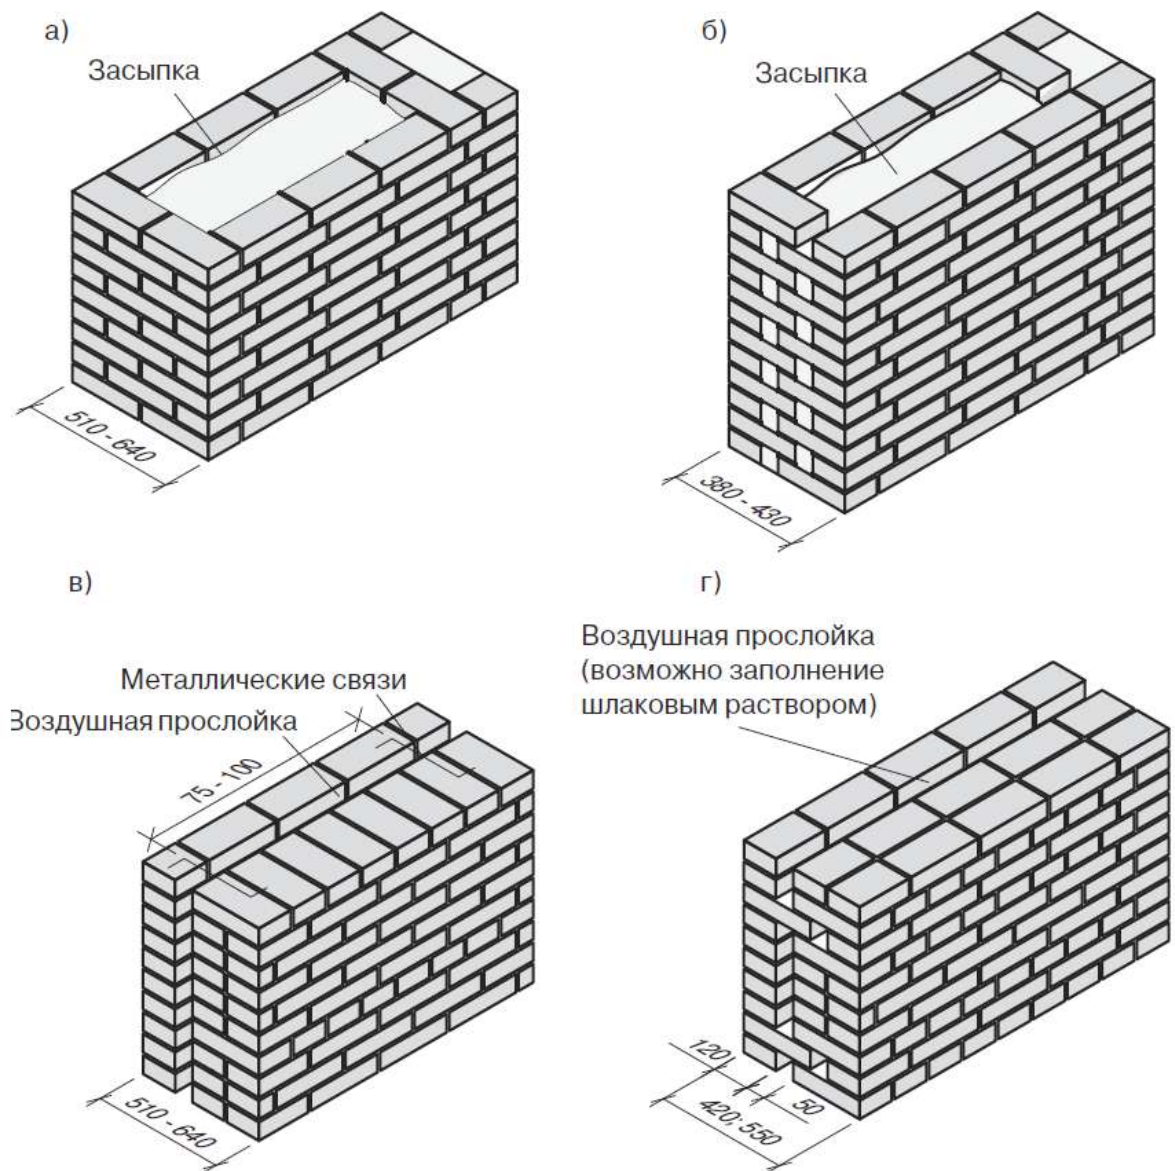 а)
Засыпка
510 - 640
б)
Засыпка
380 - 430
в)
Металлические связи
Воздушная прослойка
75 - 100
510 - 640
г)
Воздушная прослойка
(возможно заполнение
шлаковым раствором)
120
50
420; 550